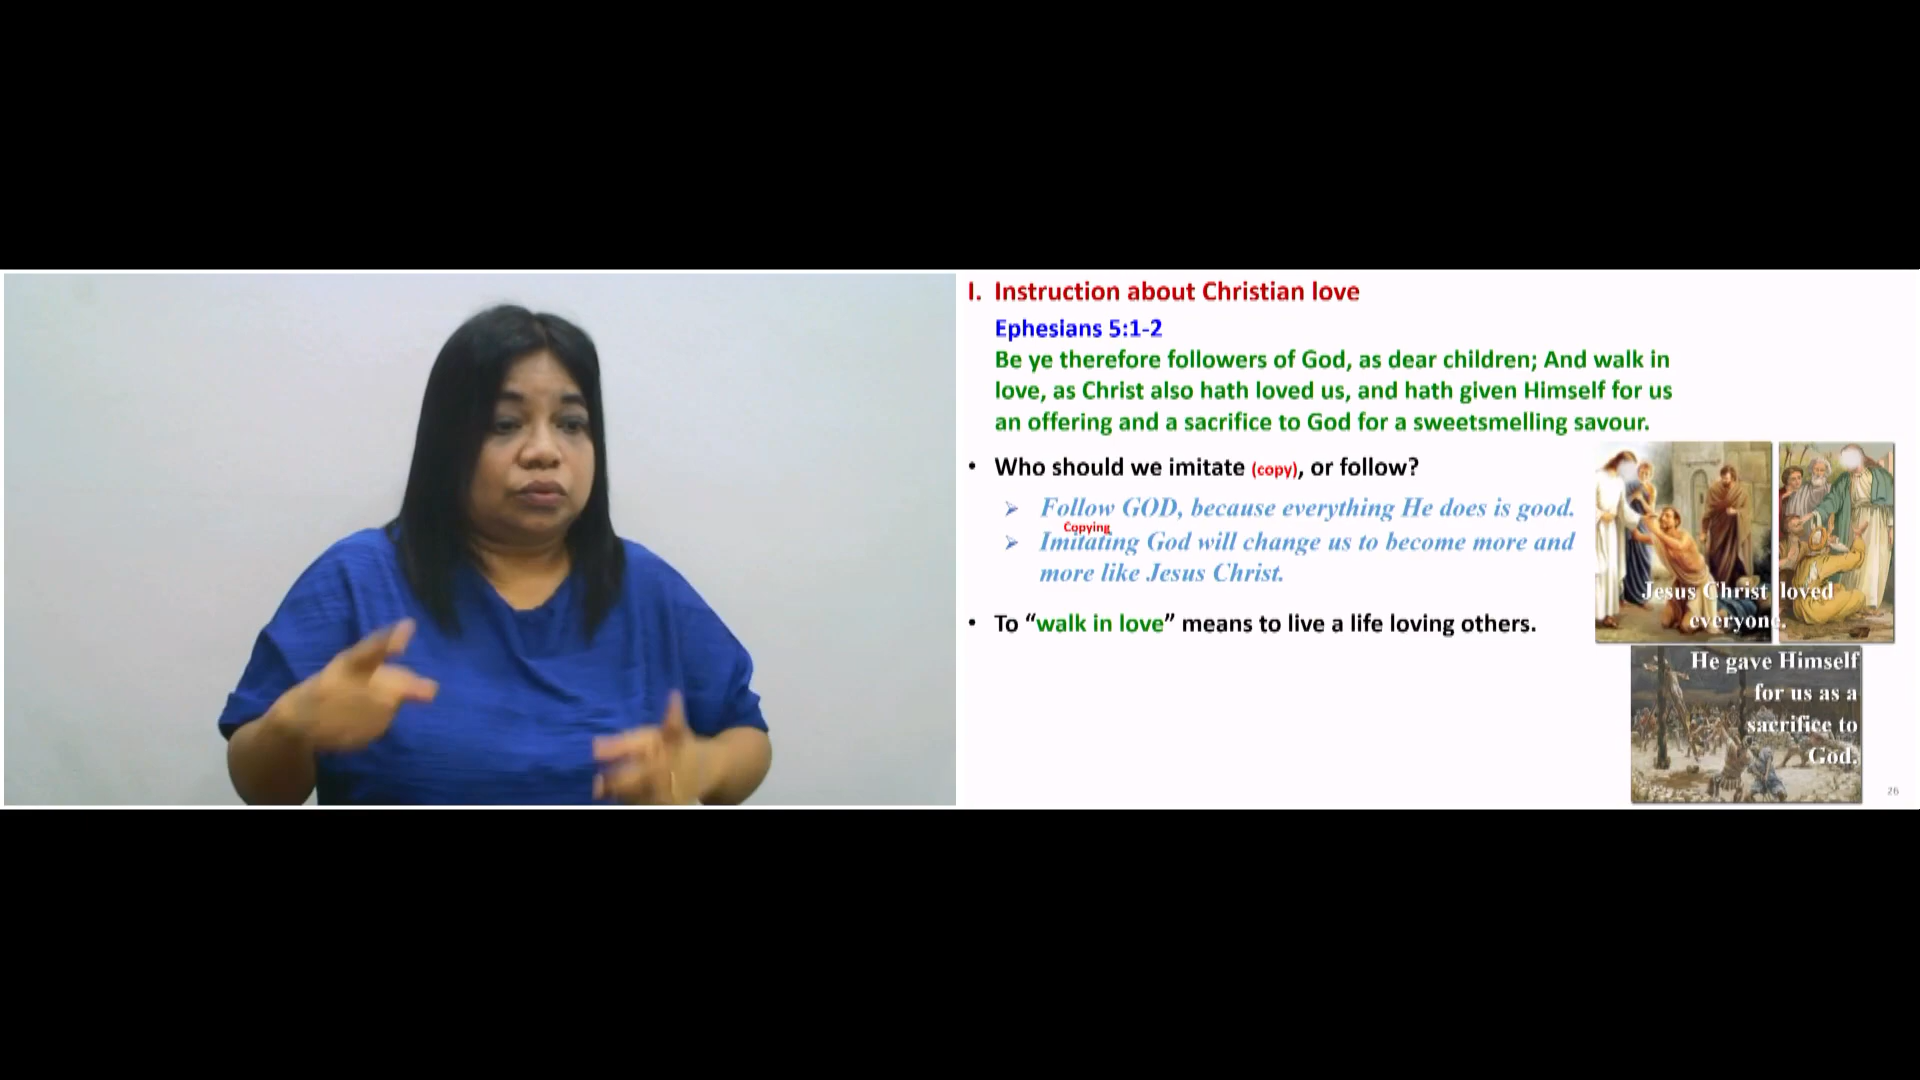 I. Instruction about Christian love
Ephesians 5:1-2
Be ye therefore followers of God, as dear children; And walk in
love, as Christ also hath loved us, and hath given Himself for us
an offering and a sacrifice to God for a sweetsmelling savour.
• Who should we imitate (copy), or follow?
➢ Follow GOD, because everything He does is good.
Copying
➢ Imitating God will change us to become more and
more like Jesus Christ.
• To “walk in love” means to live a life loving others.
Jesus Christ loved
everyone.
He gave Himself
for us as a
sacrifice to
God.
26